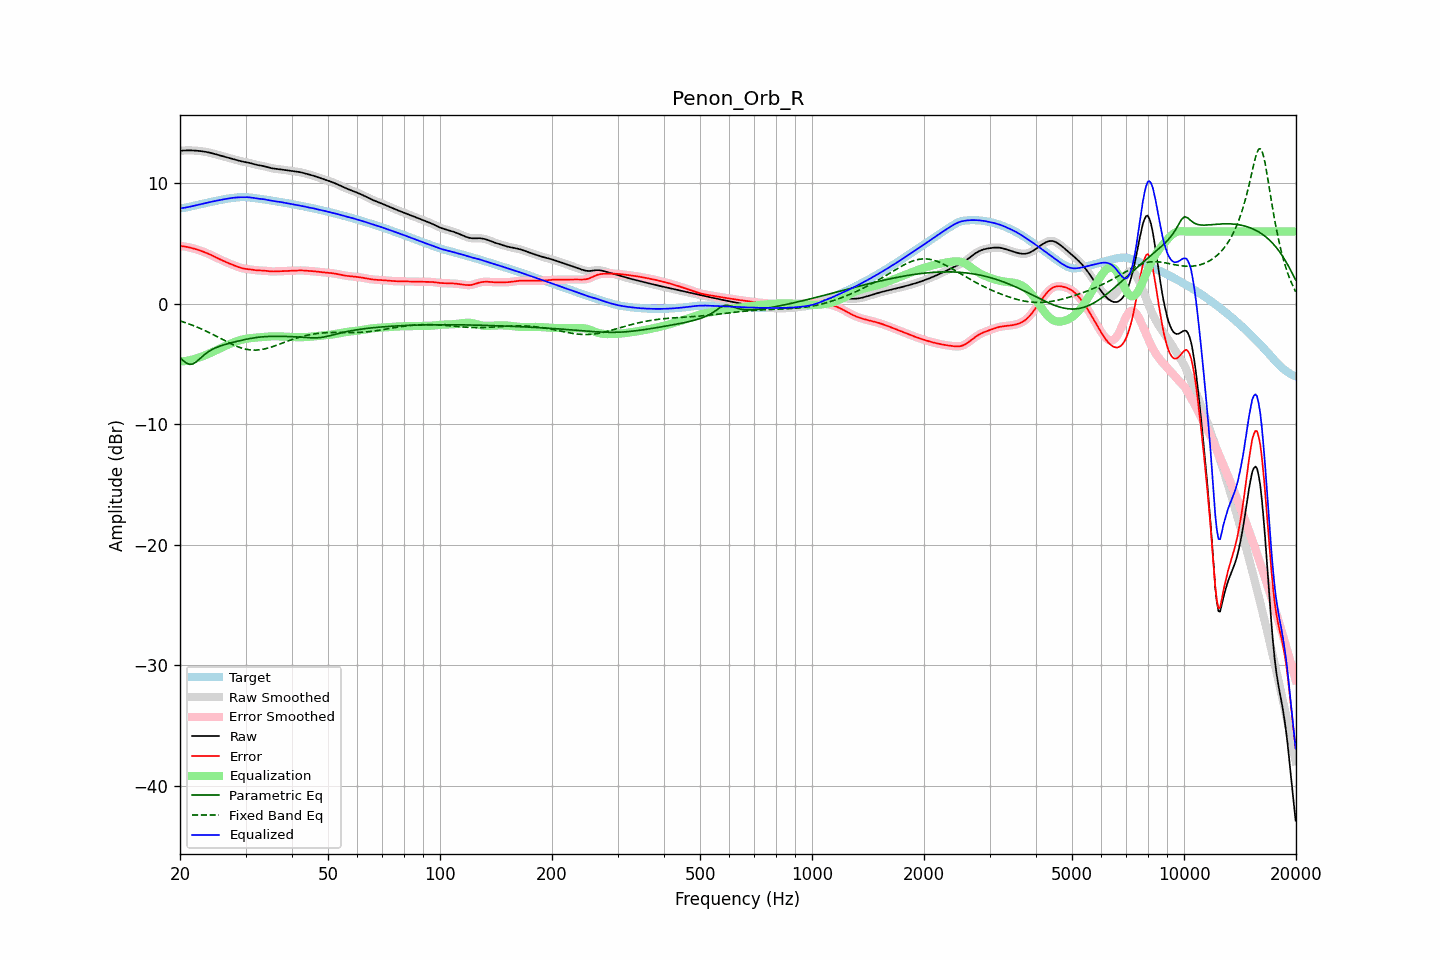 Penon_Orb_R
Amplitude (dBr)
10
0
−10
−20
−30
−40
Target
Raw Smoothed
Error Smoothed
Raw
Error
Equalization
Parametric Eq
Fixed Band Eq
Equalized
20 50 100 200 500 1000 2000 5000 10000 20000
Frequency (Hz)